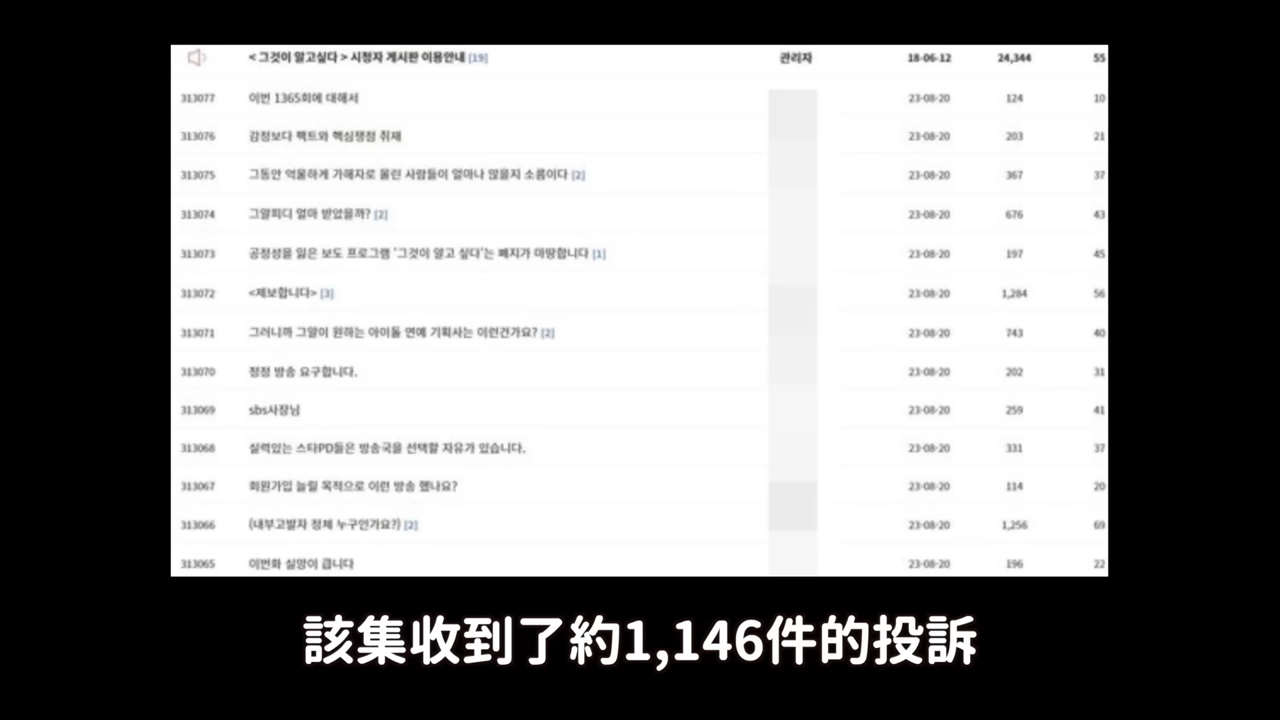 < 그것이 알고싶다 > 시청자 게시판 이용안내 [19] 관리자 18-06-12 24,344 55
313077 이번 1365회에 대해서 23-08-20 124 10
313076 감정보다 팩트와 핵심쟁점 취재 23-08-20 203 21
313075 그동안 억울하게 가해자로 몰린 사람들이 얼마나 많을지 소름이다 [2] 23-08-20 367 37
313074 그알피디 얼마 받았을까? [2] 23-08-20 676 43
313073 공정성을 잃은 보도 프로그램 '그것이 알고 싶다'는 폐지가 마땅합니다 [1] 23-08-20 197 45
313072 <제보합니다> [3] 23-08-20 1,284 56
313071 그러니까 그알이 원하는 아이돌 연예 기획사는 이런건가요? [2] 23-08-20 743 40
313070 정정 방송 요구합니다. 23-08-20 202 31
313069 sbs사장님 23-08-20 259 41
313068 실력있는 스타PD들은 방송국을 선택할 자유가 있습니다. 23-08-20 331 37
313067 회원가입 늘릴 목적으로 이런 방송 했나요? 23-08-20 114 20
313066 (내부고발자 정체 누구인가요?) [2] 23-08-20 1,256 69
313065 이번화 실망이 큽니다 23-08-20 196 22
該集收到了約1,146件的投訴